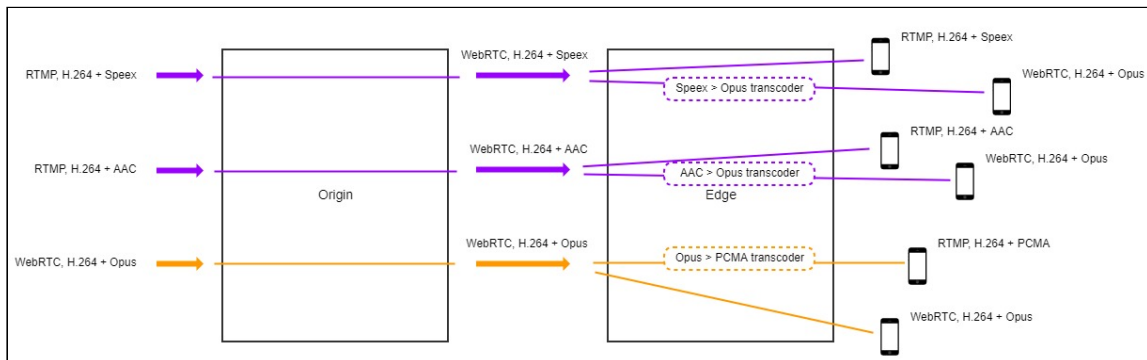 RTMP, H.264 + Speex
WebRTC, H.264 + Speex
RTMP, H.264 + Speex
Speex > Opus transcoder
WebRTC, H.264 + Opus
RTMP, H.264 + AAC
WebRTC, H.264 + AAC
RTMP, H.264 + AAC
AAC > Opus transcoder
WebRTC, H.264 + Opus
Origin
Edge
WebRTC, H.264 + Opus
WebRTC, H.264 + Opus
Opus > PCMA transcoder
RTMP, H.264 + PCMA
WebRTC, H.264 + Opus